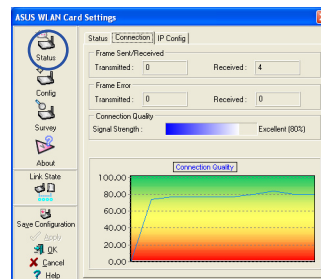 ASUS WLAN Card Settings
Status
Config
Survey
About
Link State
Save Configuration
Apply
OK
Cancel
Help
Status Connection IP Config
Frame Sent/Received
Transmitted : 0 Received : 4
Frame Error
Transmitted : 0 Received : 0
Connection Quality
Signal Strength : Excellent (80%)
Connection Quality
100.00
80.00
60.00
40.00
20.00
0.00